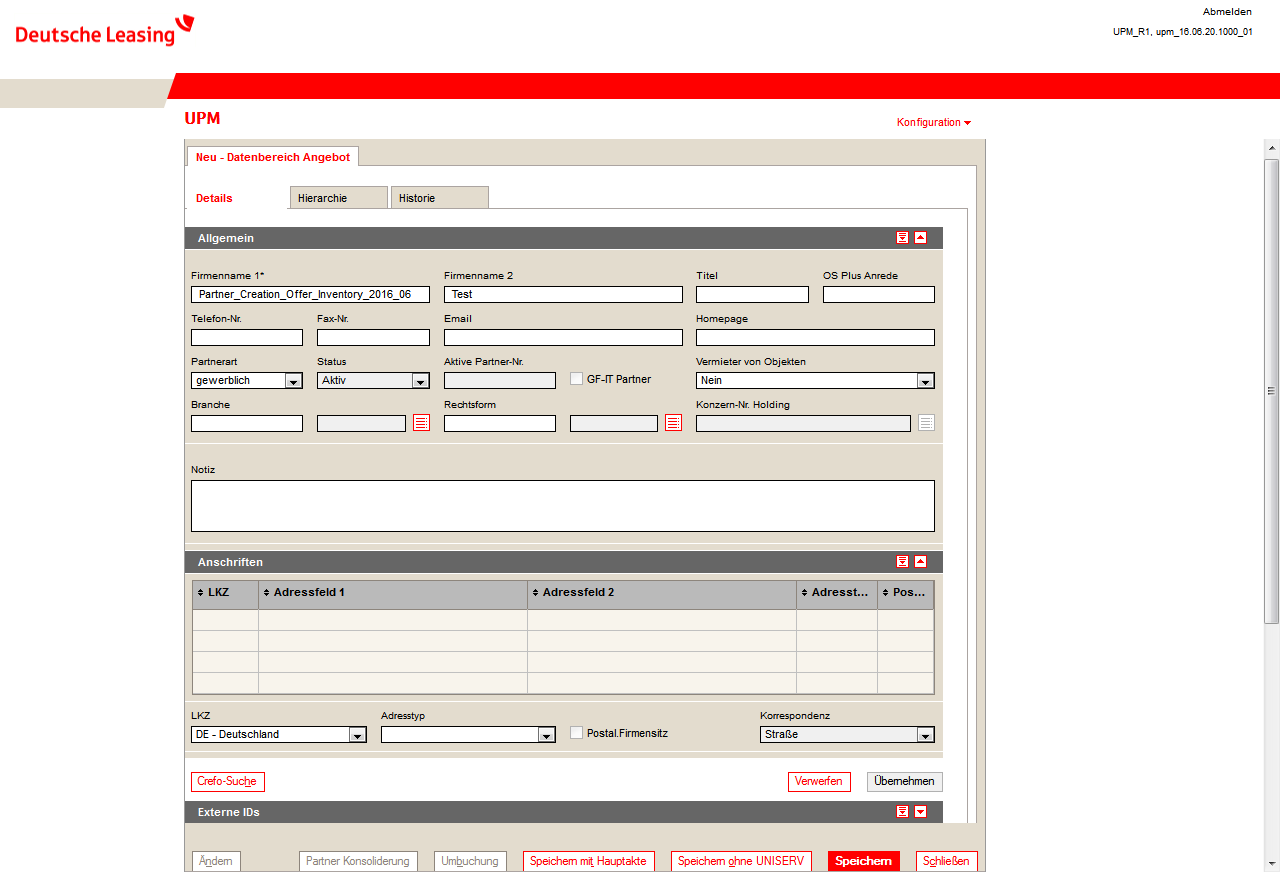 Deutsche Leasing
Abmelden
UPM_R1, upm_16.06.20.1000_01
UPM
Konfiguration
Neu - Datenbereich Angebot
Details Hierarchie Historie
Allgemein
Firmenname 1* Firmenname 2 Titel OS Plus Anrede
Partner_Creation_Offer_Inventory_2016_06 Test
Telefon-Nr. Fax-Nr. Email Homepage
Partnerart Status Aktive Partner-Nr. Vermieter von Objekten
gewerblich Aktiv GF-IT Partner Nein
Branche Rechtsform Konzern-Nr. Holding
Notiz
Anschriften
LKZ Adressfeld 1 Adressfeld 2 Adresst... Pos...
LKZ Adresstyp Korrespondenz
DE - Deutschland Postal.Firmensitz Straße
Crefo-Suche Verwerfen Übernehmen
Externe IDs
Ändern Partner Konsoliderung Umbuchung Speichern mit Hauptakte Speichern ohne UNISERV Speichern Schließen